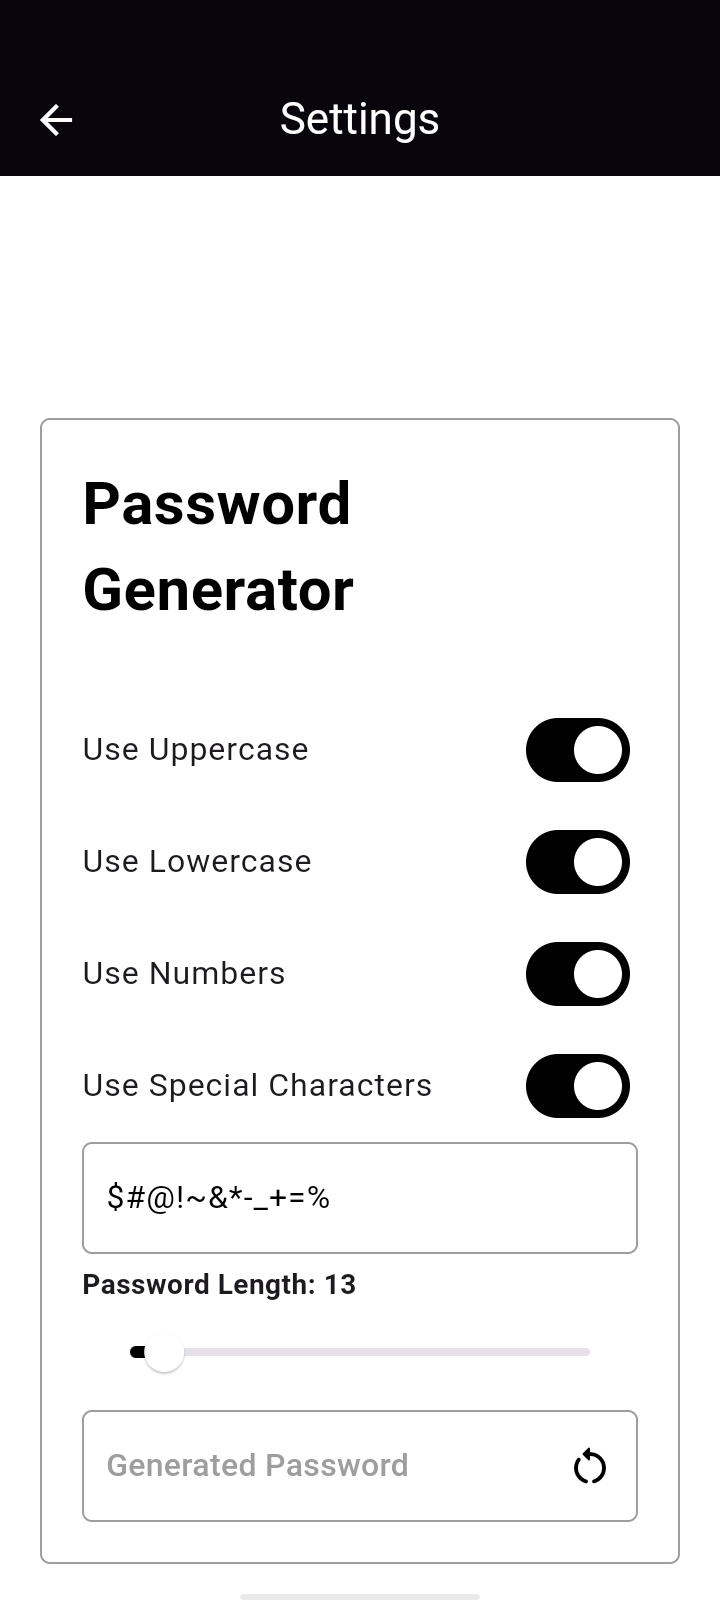 Settings
Password
Generator
Use Uppercase
Use Lowercase
Use Numbers
Use Special Characters
$#@!~&*-_+=%
Password Length: 13
Generated Password